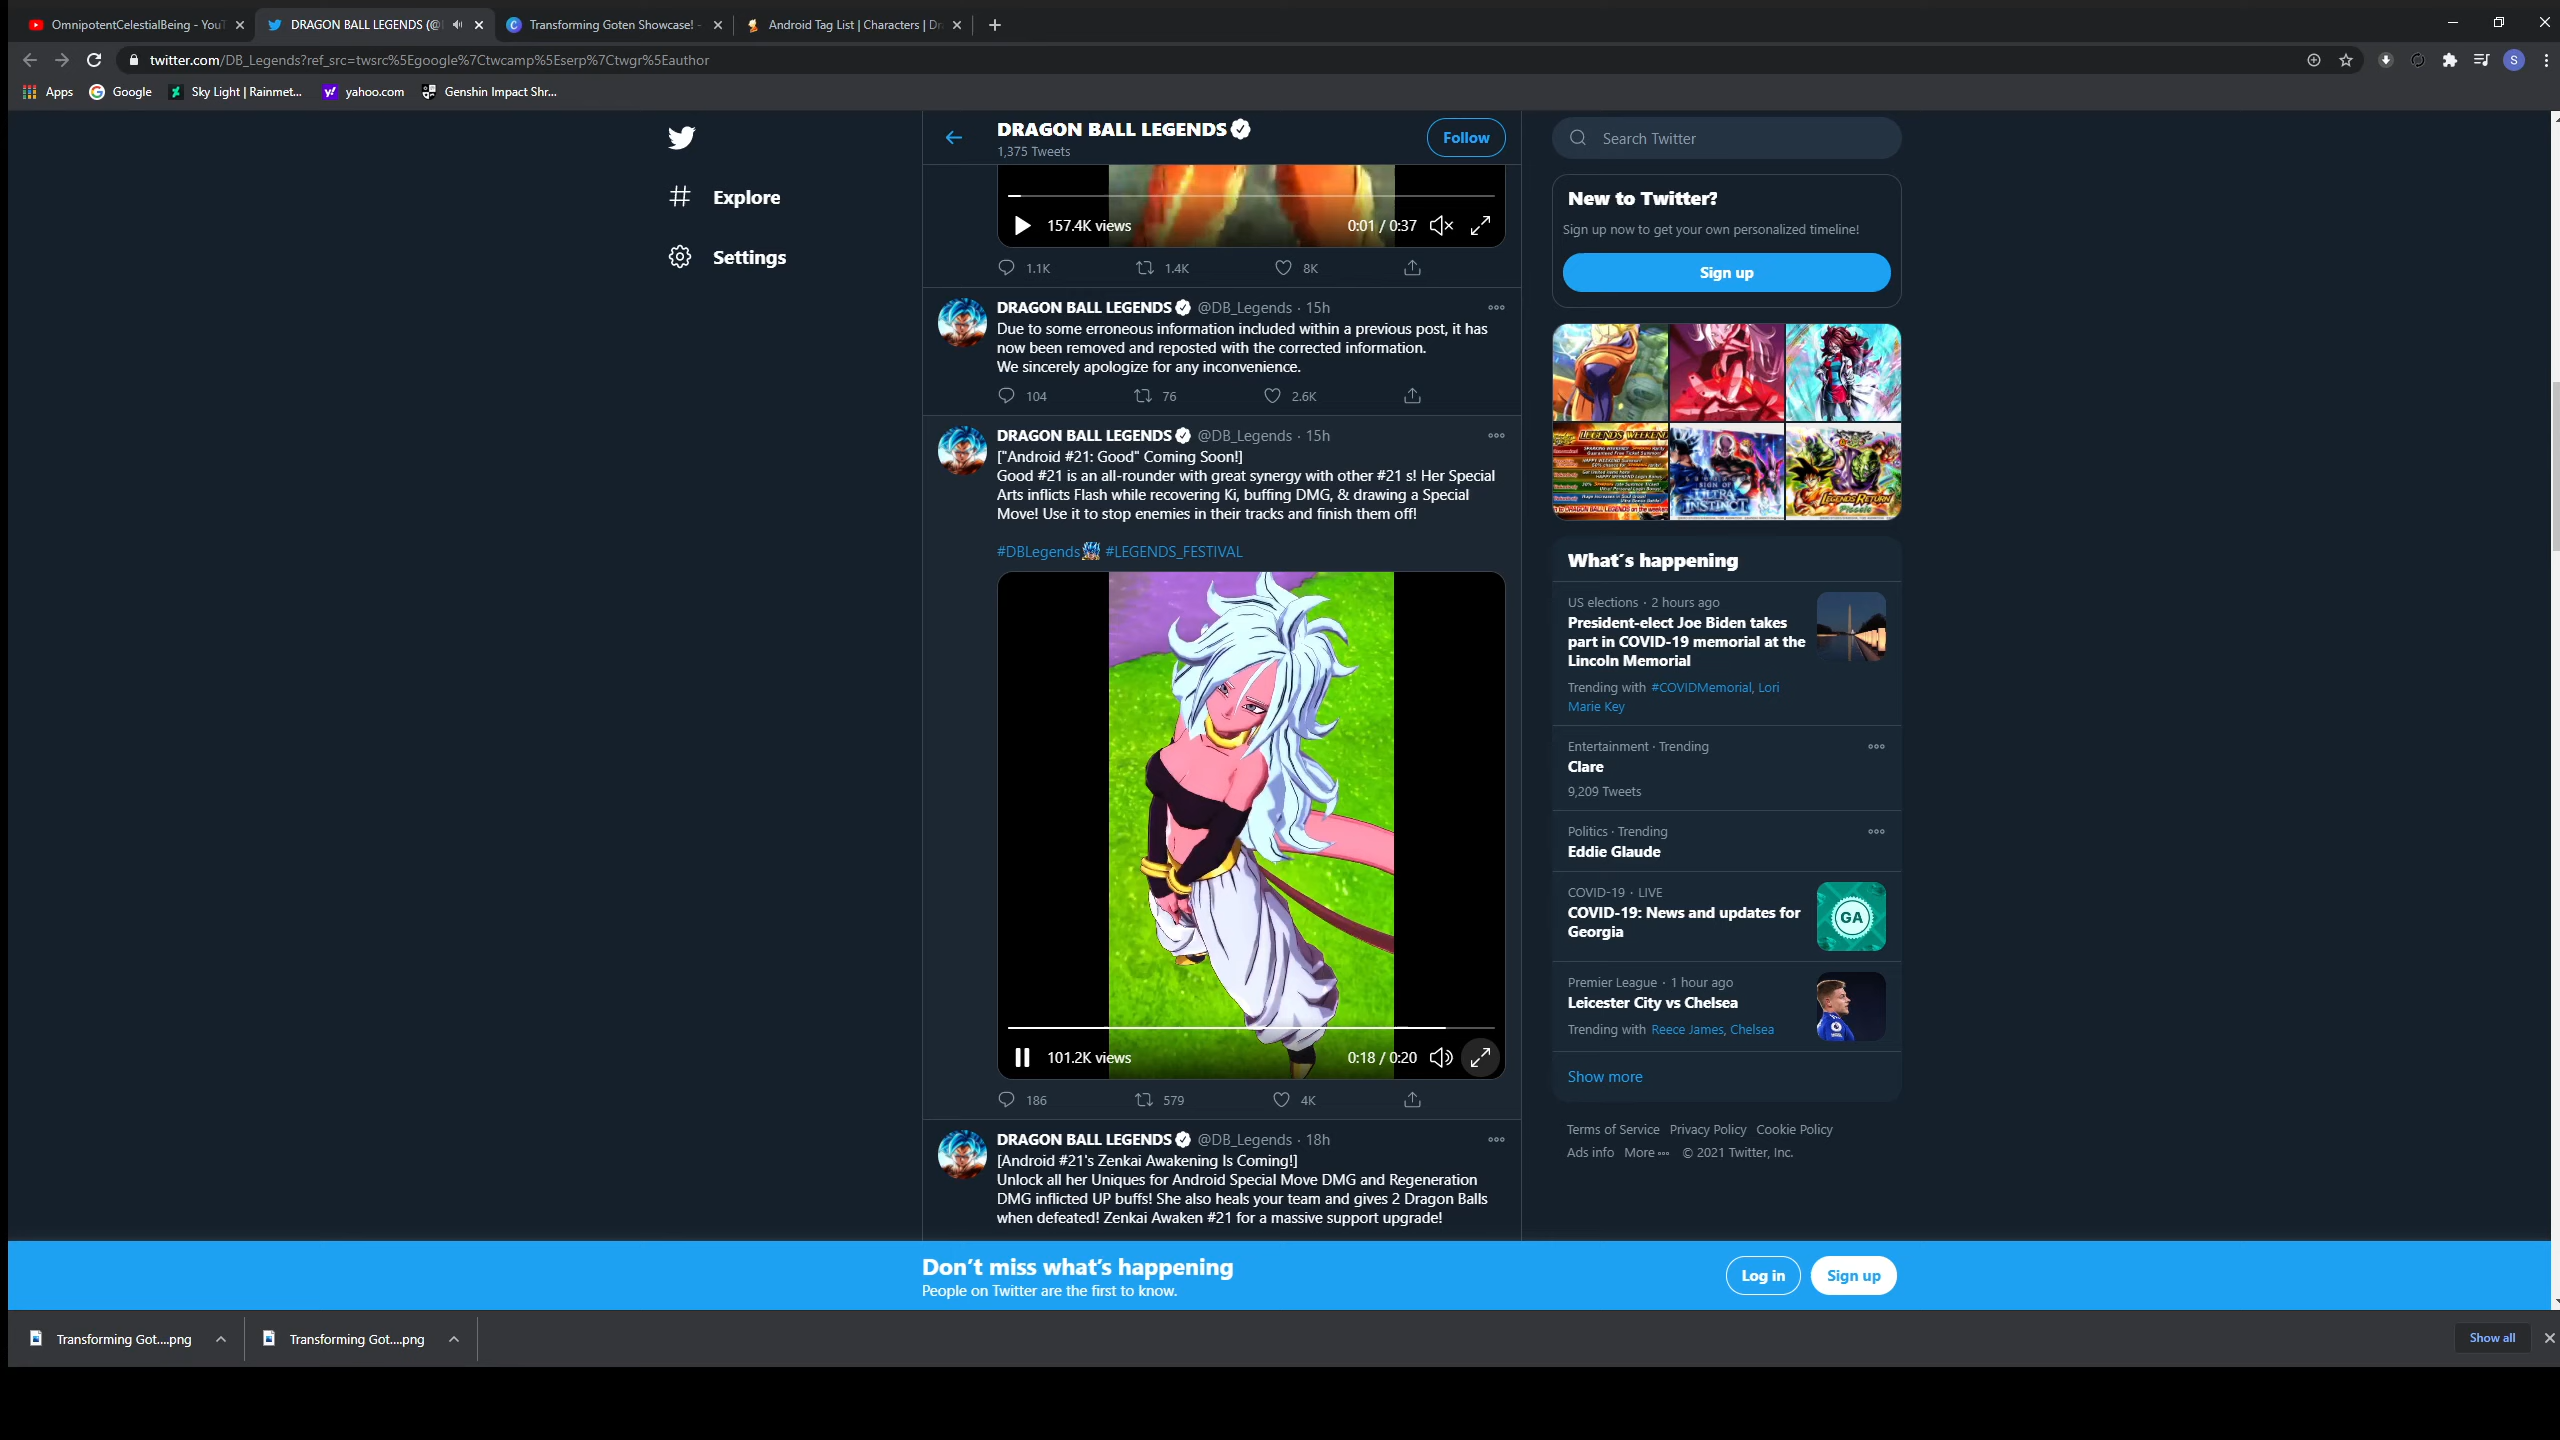 OmnipotentCelestialBeing - YouT
DRAGON BALL LEGENDS (@
Transforming Goten Showcase! -
Android Tag List | Characters | Dr
twitter.com/DB_Legends?ref_src=twsrc%5Egoogle%7Ctwcamp%5Eserp%7Ctwgr%5Eauthor
S
Apps
Google
Sky Light | Rainmet...
yahoo.com
Genshin Impact Shr...
Explore
Settings
DRAGON BALL LEGENDS
1,375 Tweets
Follow
157.4K views
0:01 / 0:37
1.1K
1.4K
8K
DRAGON BALL LEGENDS @DB_Legends · 15h
Due to some erroneous information included within a previous post, it has
now been removed and reposted with the corrected information.
We sincerely apologize for any inconvenience.
104
76
2.6K
DRAGON BALL LEGENDS @DB_Legends · 15h
["Android #21: Good" Coming Soon!]
Good #21 is an all-rounder with great synergy with other #21 s! Her Special
Arts inflicts Flash while recovering Ki, buffing DMG, & drawing a Special
Move! Use it to stop enemies in their tracks and finish them off!
#DBLegends #LEGENDS_FESTIVAL
101.2K views
0:18 / 0:20
186
579
4K
DRAGON BALL LEGENDS @DB_Legends · 18h
[Android #21's Zenkai Awakening Is Coming!]
Unlock all her Uniques for Android Special Move DMG and Regeneration
DMG inflicted UP buffs! She also heals your team and gives 2 Dragon Balls
when defeated! Zenkai Awaken #21 for a massive support upgrade!
Search Twitter
New to Twitter?
Sign up now to get your own personalized timeline!
Sign up
LEGENDS WEEKEND
SIGN OF
ULTRA
INSTINCT
LEGENDS RETURN
Piccolo
What's happening
US elections · 2 hours ago
President-elect Joe Biden takes
part in COVID-19 memorial at the
Lincoln Memorial
Trending with #COVIDMemorial, Lori
Marie Key
Entertainment · Trending
Clare
9,209 Tweets
Politics · Trending
Eddie Glaude
COVID-19 · LIVE
COVID-19: News and updates for
Georgia
GA
Premier League · 1 hour ago
Leicester City vs Chelsea
Trending with Reece James, Chelsea
Show more
Terms of Service Privacy Policy Cookie Policy
Ads info More © 2021 Twitter, Inc.
Don't miss what's happening
People on Twitter are the first to know.
Log in
Sign up
Transforming Got....png
Transforming Got....png
Show all